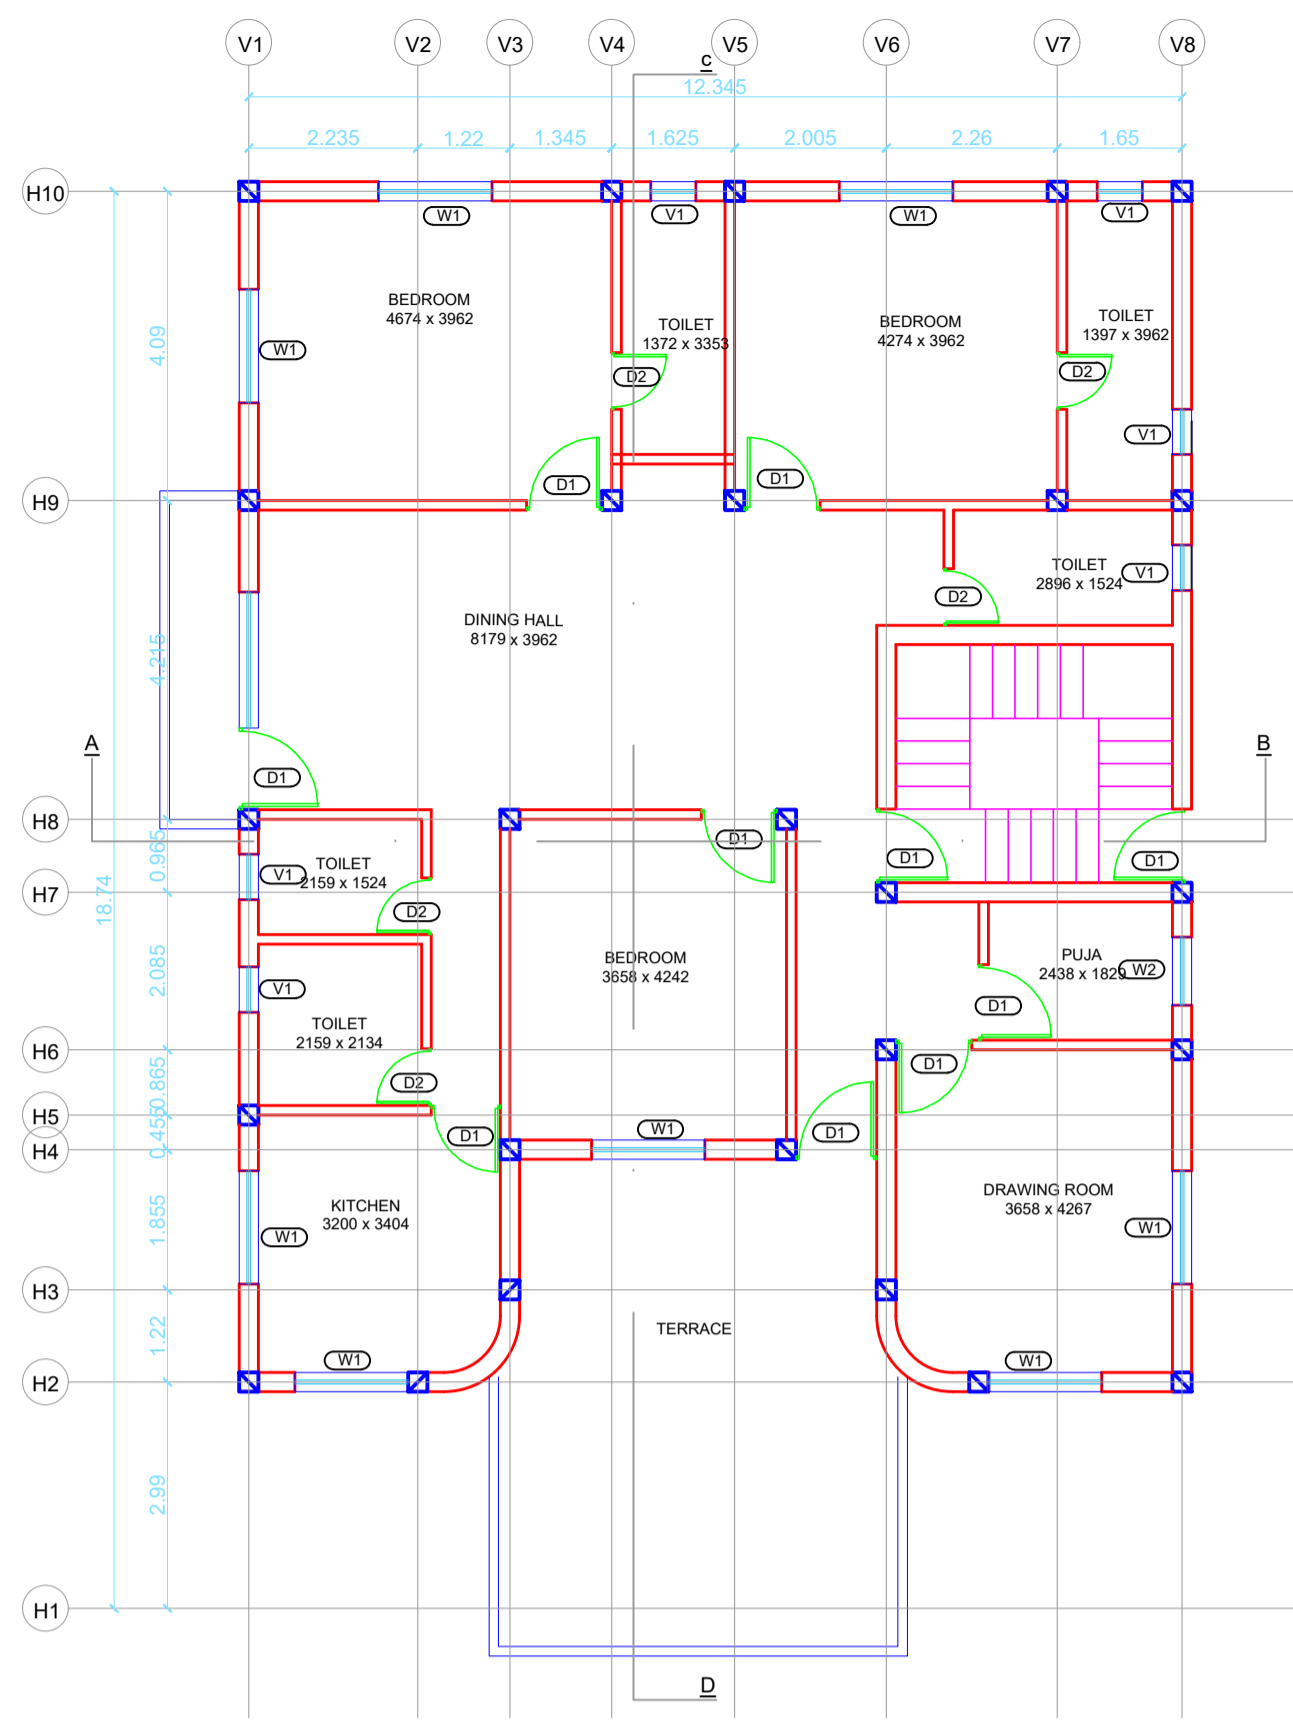 V1 V2 V3 V4 V5 V6 V7 V8
c
12.345
2.235 1.22 1.345 1.625 2.005 2.26 1.65
H10
W1 V1 W1 V1
BEDROOM
4674 x 3962
TOILET
1372 x 3353
BEDROOM
4274 x 3962
TOILET
1397 x 3962
4.09
W1
D2
D2
V1
D1
D1
H9
TOILET
2896 x 1524
V1
D2
DINING HALL
8179 x 3962
4.215
A
B
D1
H8
D1
D1
D1
0.965
TOILET
2159 x 1524
V1
H7
18.74
D2
2.085
BEDROOM
3658 x 4242
PUJA
2438 x 1829
W2
V1
D1
TOILET
2159 x 2134
H6
0.865
D2
D1
H5
0.455
H4
D1
W1
D1
KITCHEN
3200 x 3404
DRAWING ROOM
3658 x 4267
1.855
W1
W1
H3
1.22
TERRACE
W1
W1
H2
2.99
H1
D